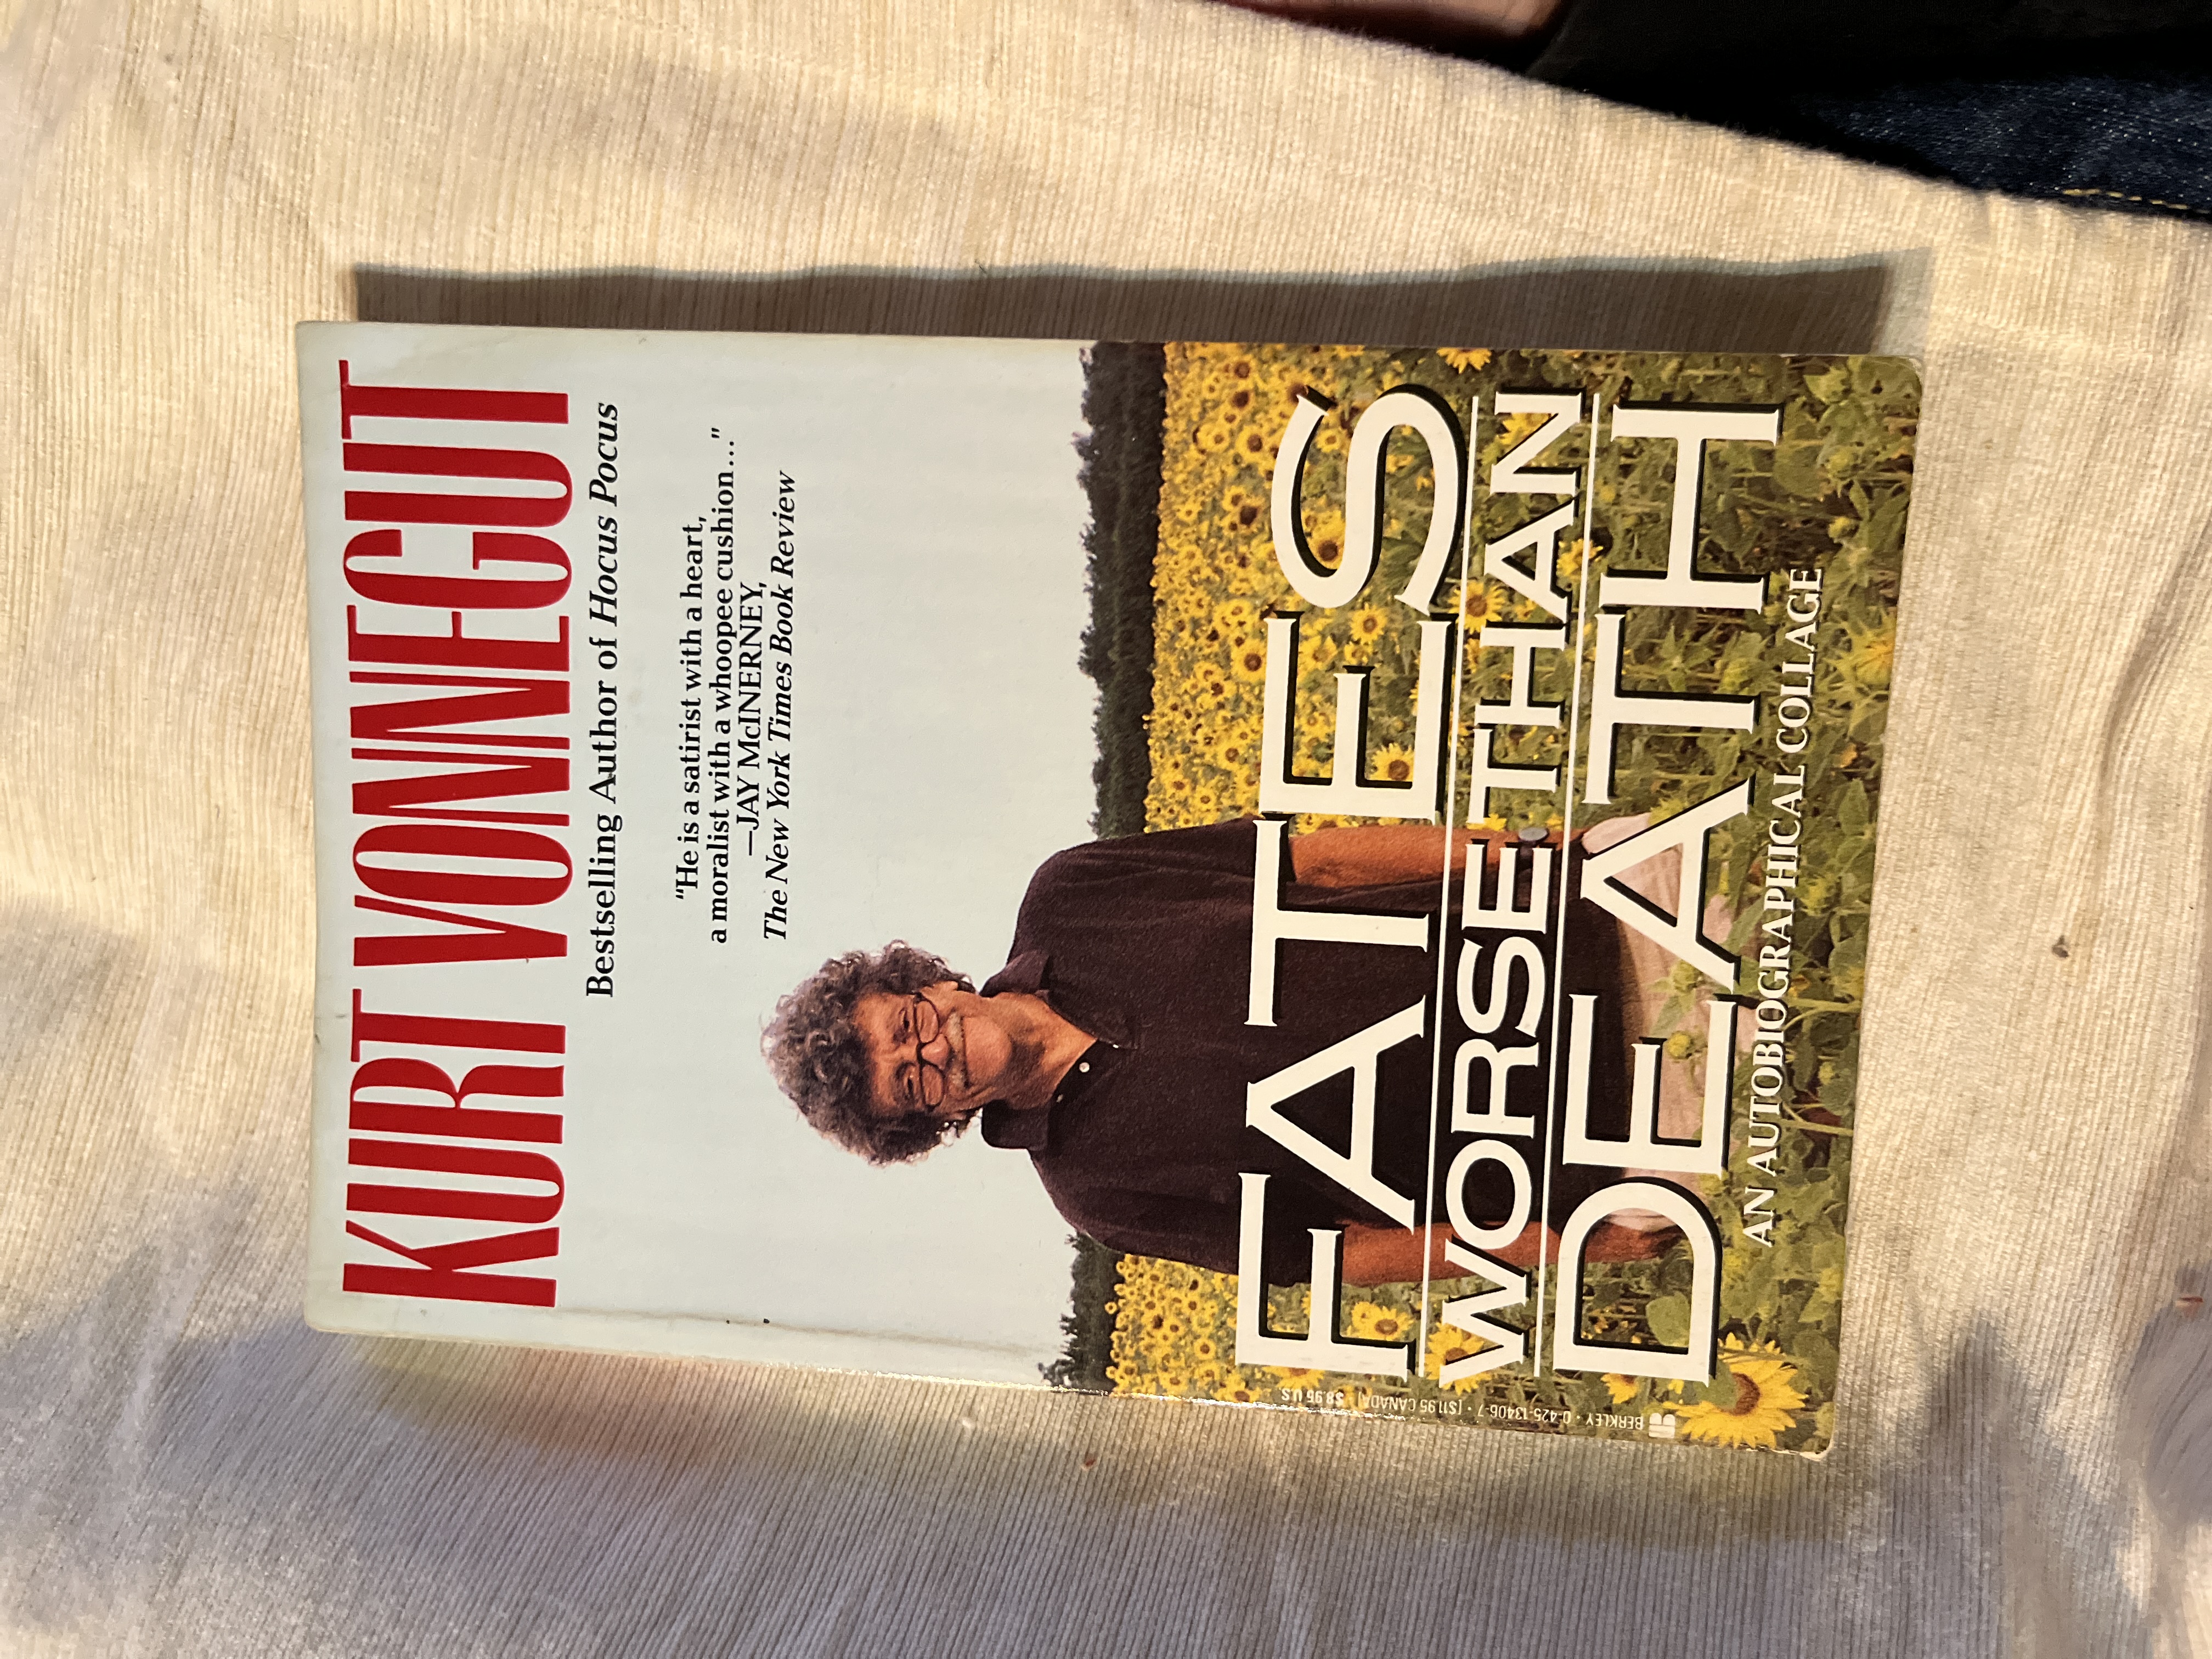 KURT VONNEGUT
Bestselling Author of Hocus Pocus
"He is a satirist with a heart,
a moralist with a whoopee cushion..."
—JAY McINERNEY,
The New York Times Book Review
FATES
WORSE THAN
DEATH
AN AUTOBIOGRAPHICAL COLLAGE
BERKLEY • 0-425-13406-7 • [$11.95 CANADA] • $8.95 U.S